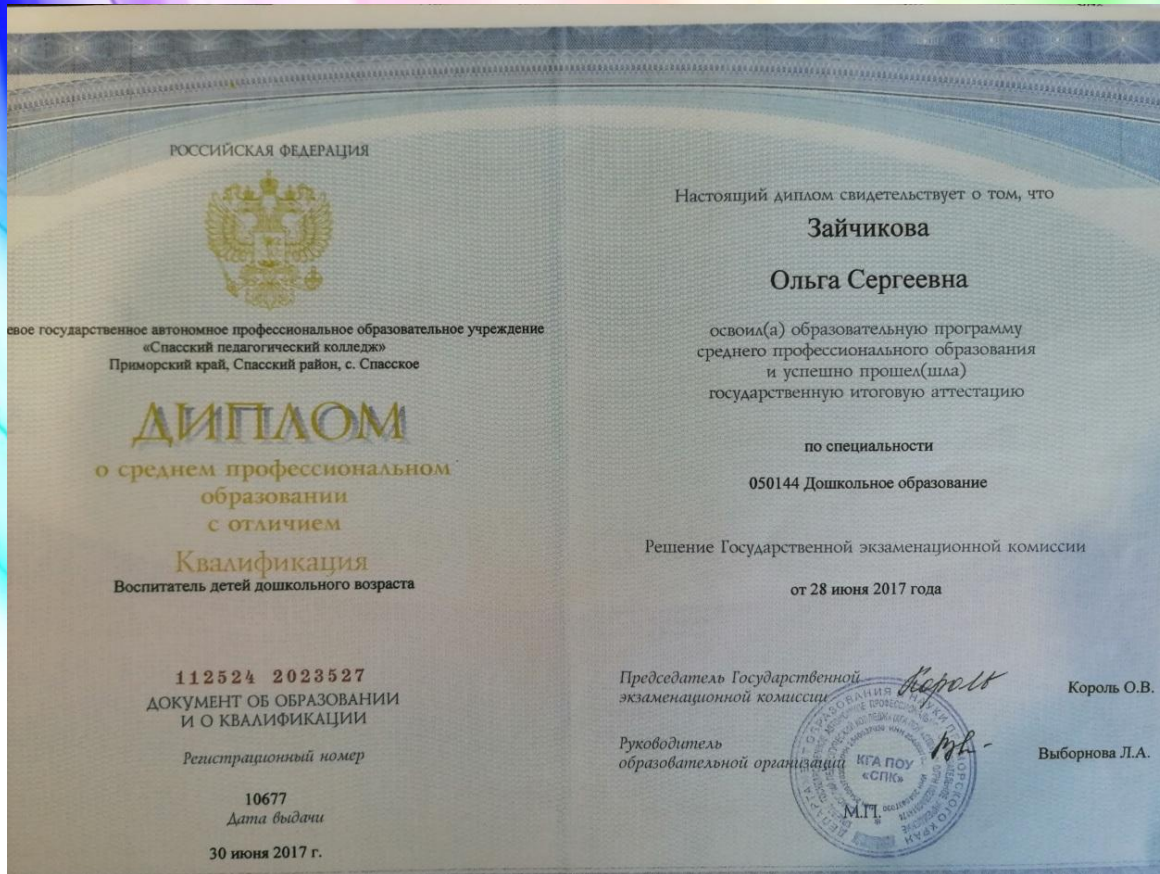 РОССИЙСКАЯ ФЕДЕРАЦИЯ
евое государственное автономное профессиональное образовательное учреждение
«Спасский педагогический колледж»
Приморский край, Спасский район, с. Спасское
ДИПЛОМ
о среднем профессиональном
образовании
с отличием
Квалификация
Воспитатель детей дошкольного возраста
112524 2023527
ДОКУМЕНТ ОБ ОБРАЗОВАНИИ
И О КВАЛИФИКАЦИИ
Регистрационный номер
10677
Дата выдачи
30 июня 2017 г.
Настоящий диплом свидетельствует о том, что
Зайчикова
Ольга Сергеевна
освоил(а) образовательную программу
среднего профессионального образования
и успешно прошел(шла)
государственную итоговую аттестацию
по специальности
050144 Дошкольное образование
Решение Государственной экзаменационной комиссии
от 28 июня 2017 года
Председатель Государственной
экзаменационной комиссии
Король
Король О.В.
Руководитель
образовательной организации
Выборнова Л.А.
КГА ПОУ
«СПК»
М.П.